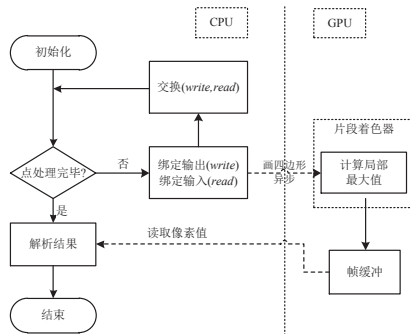 CPU
GPU
初始化
交换(write,read)
片段着色器
点处理完毕?
否
绑定输出(write)
绑定输入(read)
画四边形
异步
计算局部
最大值
是
解析结果
读取像素值
帧缓冲
结束